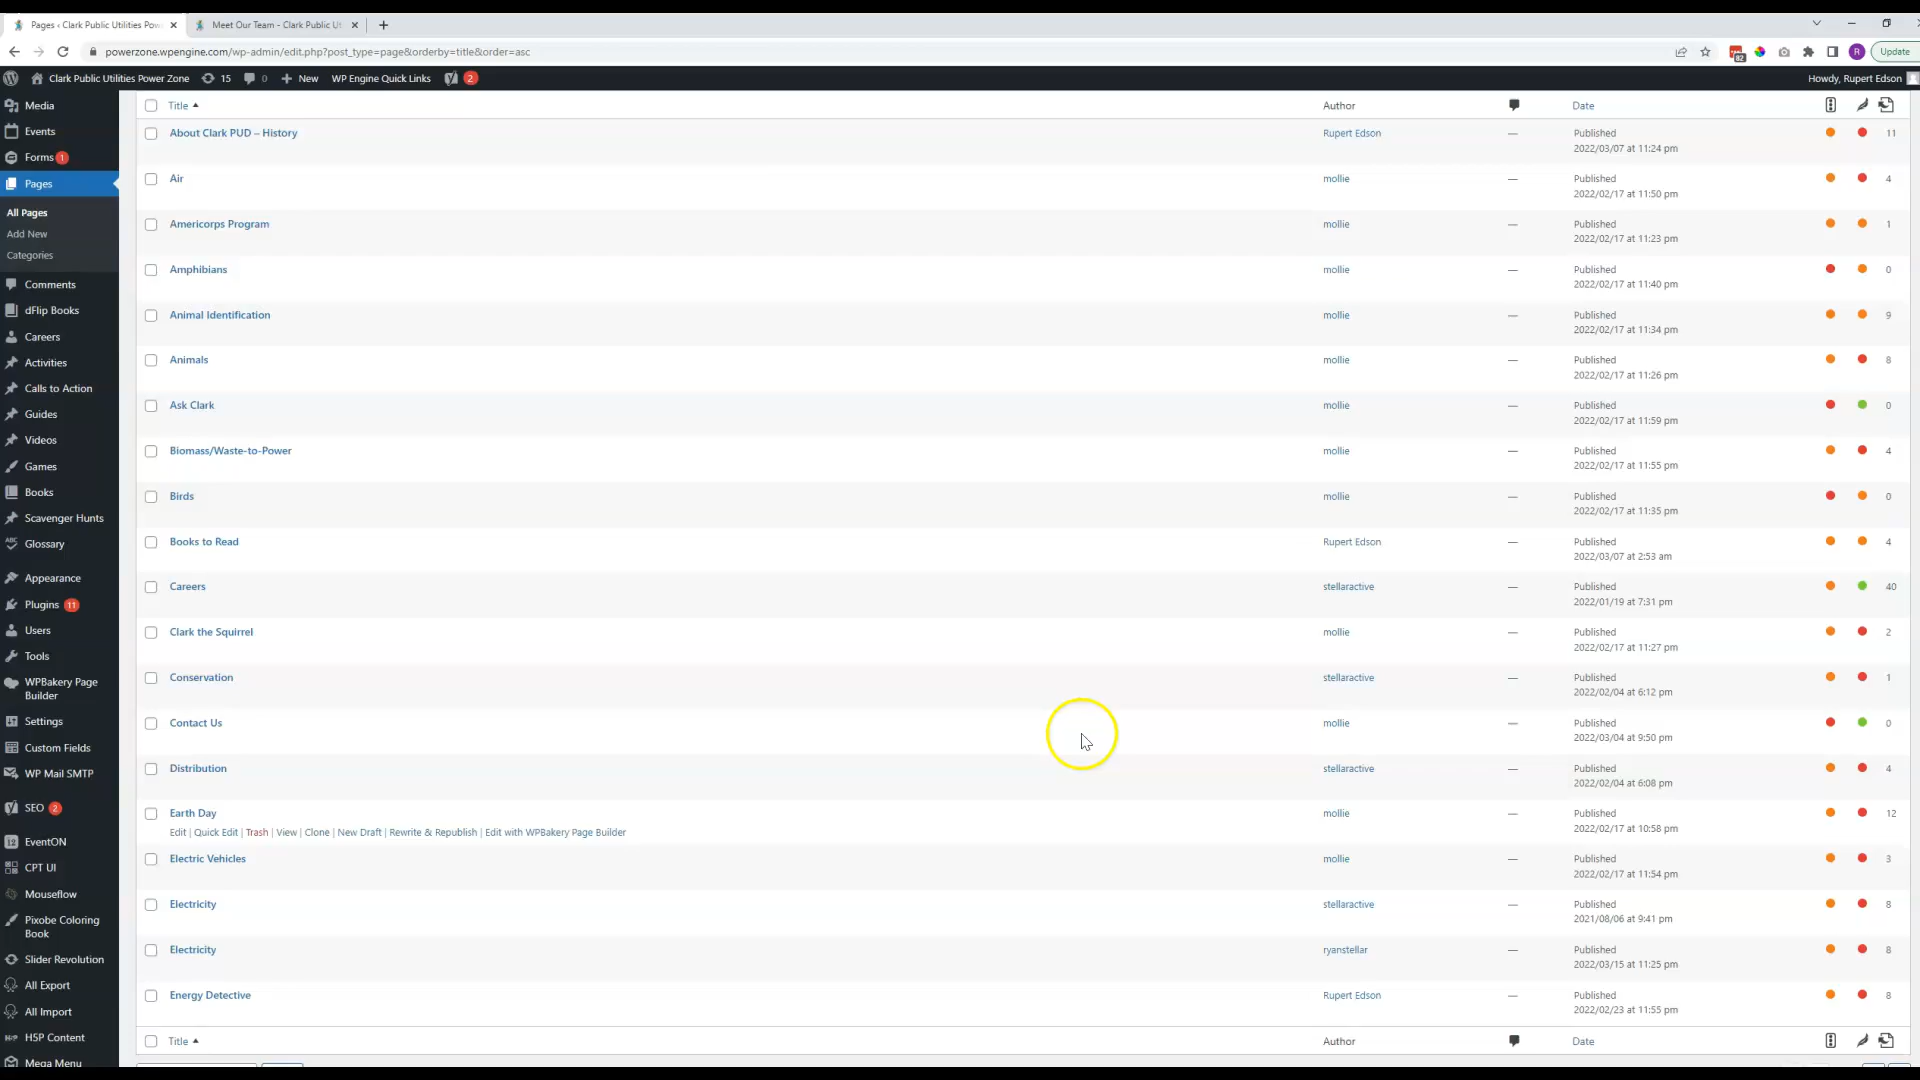 Pages ‹ Clark Public Utilities Pow
Meet Our Team - Clark Public Ut
powerzone.wpengine.com/wp-admin/edit.php?post_type=page&orderby=title&order=asc
82
R
Update
Clark Public Utilities Power Zone
15
0
New
WP Engine Quick Links
2
Howdy, Rupert Edson
Media
Events
Forms 1
Pages
All Pages
Add New
Categories
Comments
dFlip Books
Careers
Activities
Calls to Action
Guides
Videos
Games
Books
Scavenger Hunts
Glossary
Appearance
Plugins 11
Users
Tools
WPBakery Page
Builder
Settings
Custom Fields
WP Mail SMTP
SEO 2
EventON
CPT UI
Mouseflow
Pixobe Coloring
Book
Slider Revolution
All Export
All Import
H5P Content
Mega Menu
Title Author Date
About Clark PUD – History Rupert Edson — Published 11
2022/03/07 at 11:24 pm
Air mollie — Published 4
2022/02/17 at 11:50 pm
Americorps Program mollie — Published 1
2022/02/17 at 11:23 pm
Amphibians mollie — Published 0
2022/02/17 at 11:40 pm
Animal Identification mollie — Published 9
2022/02/17 at 11:34 pm
Animals mollie — Published 8
2022/02/17 at 11:26 pm
Ask Clark mollie — Published 0
2022/02/17 at 11:59 pm
Biomass/Waste-to-Power mollie — Published 4
2022/02/17 at 11:55 pm
Birds mollie — Published 0
2022/02/17 at 11:35 pm
Books to Read Rupert Edson — Published 4
2022/03/07 at 2:53 am
Careers stellaractive — Published 40
2022/01/19 at 7:31 pm
Clark the Squirrel mollie — Published 2
2022/02/17 at 11:27 pm
Conservation stellaractive — Published 1
2022/02/04 at 6:12 pm
Contact Us mollie — Published 0
2022/03/04 at 9:50 pm
Distribution stellaractive — Published 4
2022/02/04 at 6:08 pm
Earth Day mollie — Published 12
Edit | Quick Edit | Trash | View | Clone | New Draft | Rewrite & Republish | Edit with WPBakery Page Builder
2022/02/17 at 10:58 pm
Electric Vehicles mollie — Published 3
2022/02/17 at 11:54 pm
Electricity stellaractive — Published 8
2021/08/06 at 9:41 pm
Electricity ryanstellar — Published 8
2022/03/15 at 11:25 pm
Energy Detective Rupert Edson — Published 8
2022/02/23 at 11:55 pm
Title Author Date